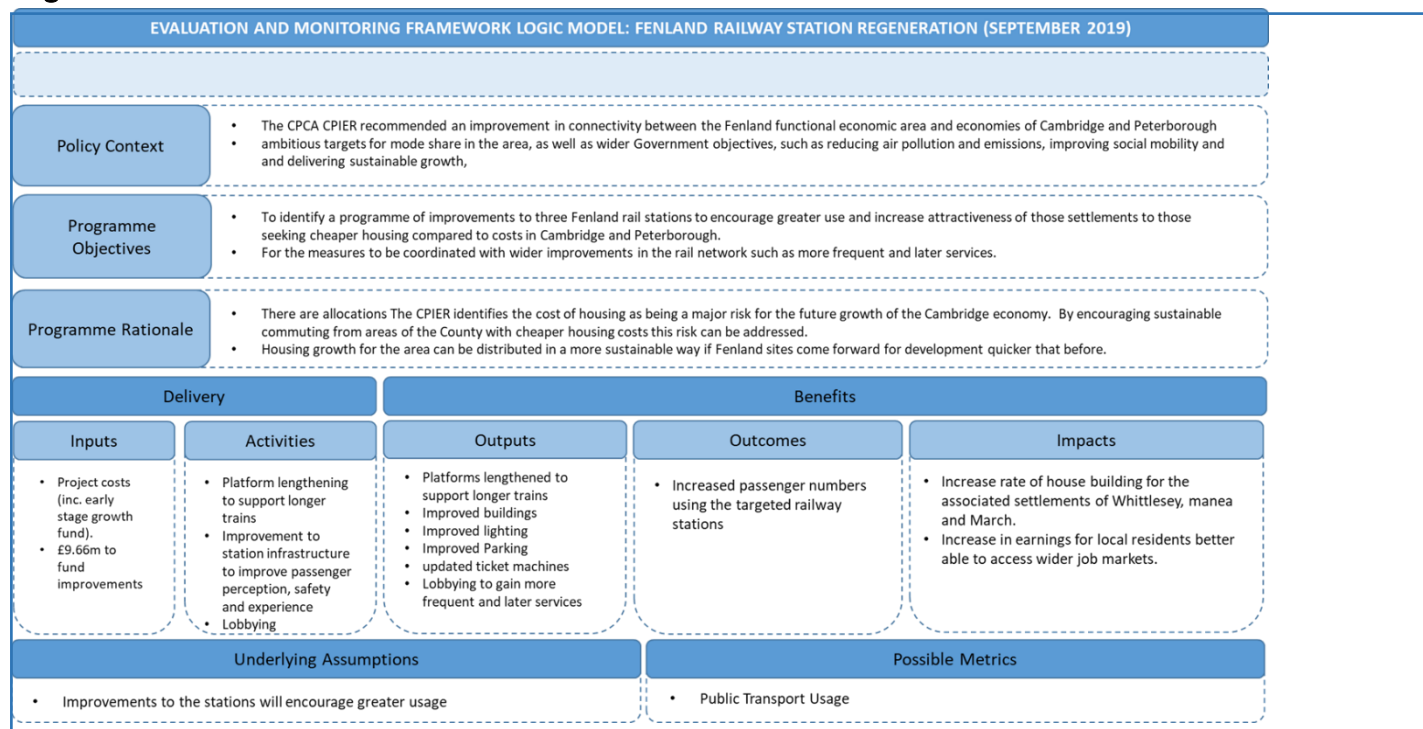 EVALUATION AND MONITORING FRAMEWORK LOGIC MODEL: FENLAND RAILWAY STATION REGENERATION (SEPTEMBER 2019)
Policy Context
• The CPCA CPIER recommended an improvement in connectivity between the Fenland functional economic area and economies of Cambridge and Peterborough
• ambitious targets for mode share in the area, as well as wider Government objectives, such as reducing air pollution and emissions, improving social mobility and
and delivering sustainable growth,
Programme
Objectives
• To identify a programme of improvements to three Fenland rail stations to encourage greater use and increase attractiveness of those settlements to those
seeking cheaper housing compared to costs in Cambridge and Peterborough.
• For the measures to be coordinated with wider improvements in the rail network such as more frequent and later services.
Programme Rationale
• There are allocations The CPIER identifies the cost of housing as being a major risk for the future growth of the Cambridge economy. By encouraging sustainable
commuting from areas of the County with cheaper housing costs this risk can be addressed.
• Housing growth for the area can be distributed in a more sustainable way if Fenland sites come forward for development quicker that before.
Delivery
Benefits
Inputs
• Project costs
(inc. early
stage growth
fund).
• £9.66m to
fund
improvements
Activities
• Platform lengthening
to support longer
trains
• Improvement to
station infrastructure
to improve passenger
perception, safety
and experience
• Lobbying
Outputs
• Platforms lengthened to
support longer trains
• Improved buildings
• Improved lighting
• Improved Parking
• updated ticket machines
• Lobbying to gain more
frequent and later services
Outcomes
• Increased passenger numbers
using the targeted railway
stations
Impacts
• Increase rate of house building for the
associated settlements of Whittlesey, manea
and March.
• Increase in earnings for local residents better
able to access wider job markets.
Underlying Assumptions
• Improvements to the stations will encourage greater usage
Possible Metrics
• Public Transport Usage